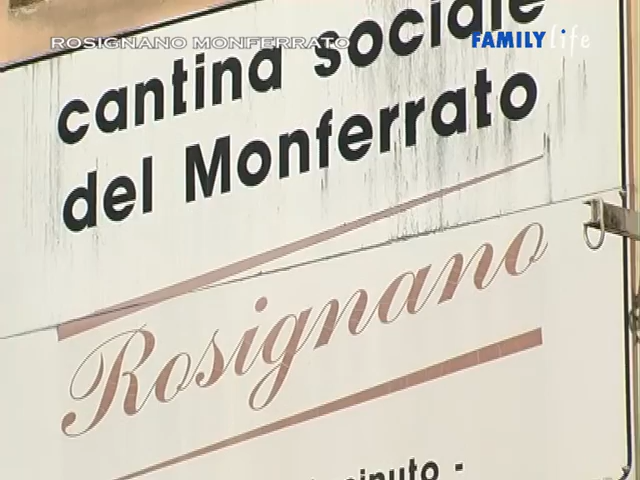 ROSIGNANO MONFERRATO
FAMILY life
cantina sociale
del Monferrato
Rosignano